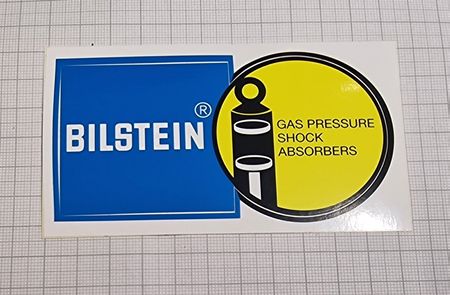 BILSTEIN®
GAS PRESSURE
SHOCK
ABSORBERS